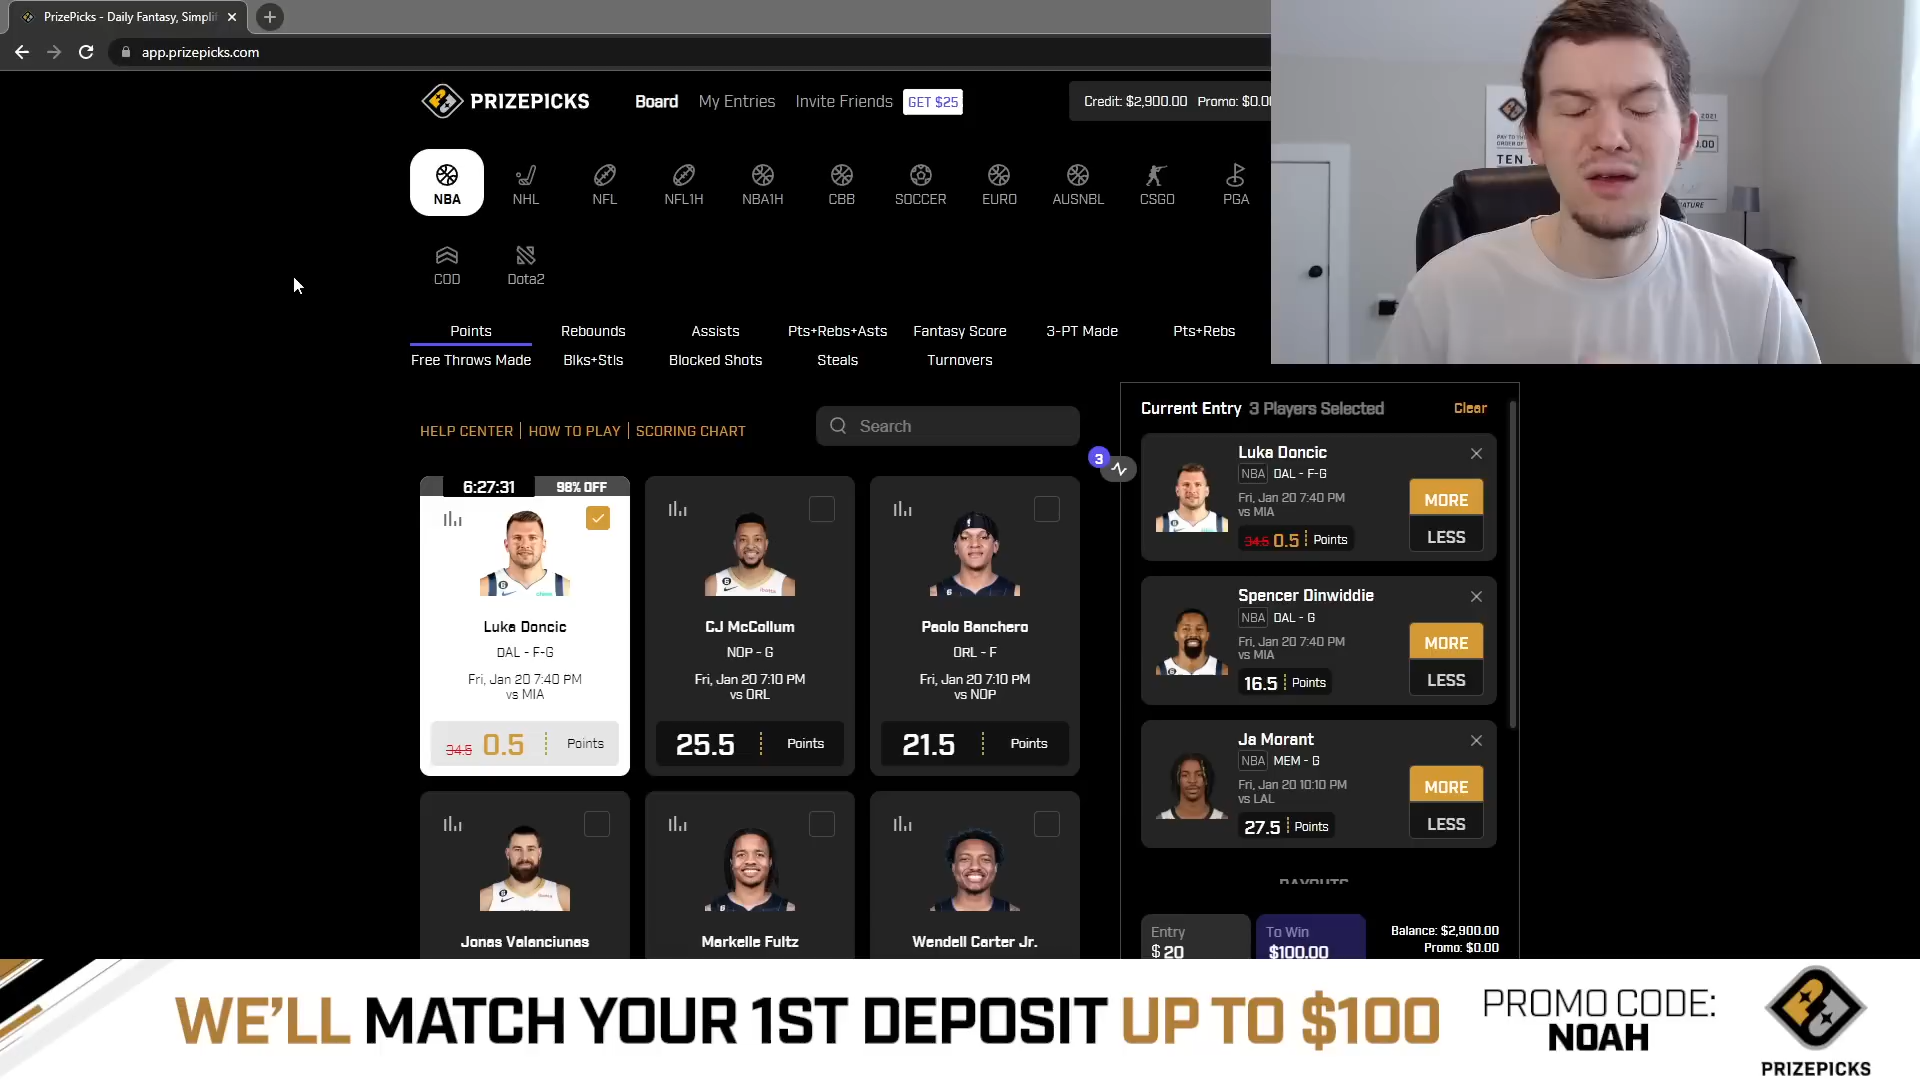 PrizePicks - Daily Fantasy, Simplifi
app.prizepicks.com
PRIZEPICKS
Board
My Entries
Invite Friends
GET $25
Credit: $2,900.00 Promo: $0.0
NBA
NHL
NFL
NFL1H
NBA1H
CBB
SOCCER
EURO
AUSNBL
CSGO
PGA
COD
Dota2
Points
Rebounds
Assists
Pts+Rebs+Asts
Fantasy Score
3-PT Made
Pts+Rebs
Free Throws Made
Blks+Stls
Blocked Shots
Steals
Turnovers
HELP CENTER | HOW TO PLAY | SCORING CHART
Search
6:27:31
98% OFF
Luka Doncic
DAL - F-G
Fri, Jan 20 7:40 PM
vs MIA
34.5 0.5 Points
CJ McCollum
NOP - G
Fri, Jan 20 7:10 PM
vs ORL
25.5 Points
Paolo Banchero
ORL - F
Fri, Jan 20 7:10 PM
vs NOP
21.5 Points
Jonas Valanciunas
Markelle Fultz
Wendell Carter Jr.
3
Current Entry 3 Players Selected
Clear
Luka Doncic
NBA DAL - F-G
Fri, Jan 20 7:40 PM
vs MIA
34.5 0.5 Points
MORE
LESS
Spencer Dinwiddie
NBA DAL - G
Fri, Jan 20 7:40 PM
vs MIA
16.5 Points
MORE
LESS
Ja Morant
NBA MEM - G
Fri, Jan 20 10:10 PM
vs LAL
27.5 Points
MORE
LESS
PAYOUTS
Entry
$ 20
To Win
$100.00
Balance: $2,900.00
Promo: $0.00
2021
TEN
WE'LL MATCH YOUR 1ST DEPOSIT UP TO $100
PROMO CODE:
NOAH
PRIZEPICKS